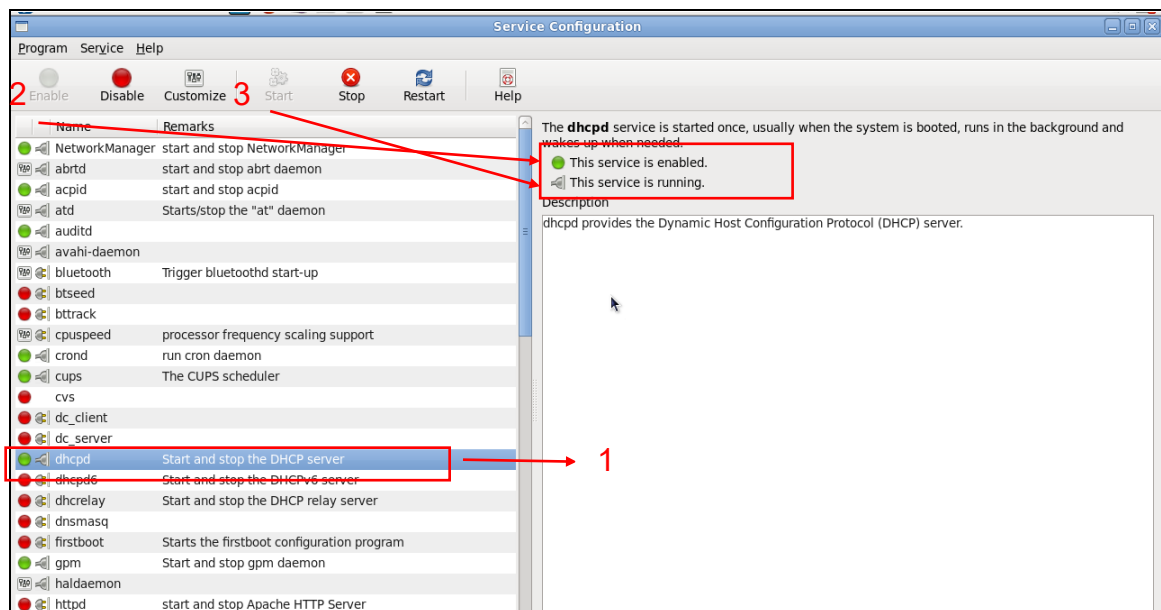 Service Configuration
Program Service Help
2 Enable Disable Customize 3 Start Stop Restart Help
Name Remarks
NetworkManager start and stop NetworkManager
abrtd start and stop abrt daemon
acpid start and stop acpid
atd Starts/stop the "at" daemon
auditd
avahi-daemon
bluetooth Trigger bluetoothd start-up
btseed
bttrack
cpuspeed processor frequency scaling support
crond run cron daemon
cups The CUPS scheduler
cvs
dc_client
dc_server
dhcpd Start and stop the DHCP server
1
dhcpd6 Start and stop the DHCPv6 server
dhcrelay Start and stop the DHCP relay server
dnsmasq
firstboot Starts the firstboot configuration program
gpm Start and stop gpm daemon
haldaemon
httpd start and stop Apache HTTP Server
The dhcpd service is started once, usually when the system is booted, runs in the background and
wakes up when needed.
This service is enabled.
This service is running.
Description
dhcpd provides the Dynamic Host Configuration Protocol (DHCP) server.